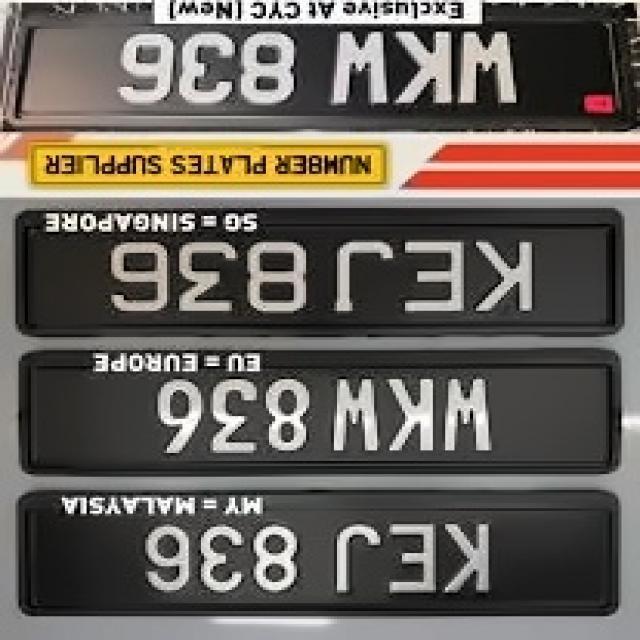 KEJ 836
MY = MALAYSIA
WKW 836
EU = EUROPE
KEJ 836
SG = SINGAPORE
NUMBER PLATES SUPPLIER
WKW 836
Exclusive At CYC [New]